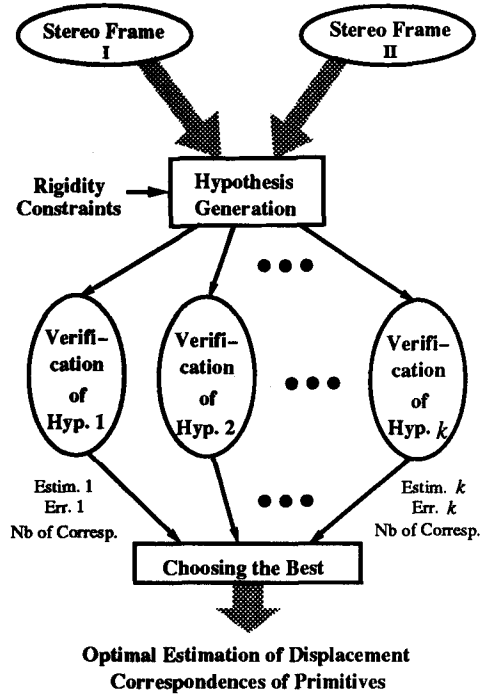 Stereo Frame
I
Stereo Frame
II
Rigidity
Constraints
Hypothesis
Generation
Verifi–
cation
of
Hyp. 1
Verifi–
cation
of
Hyp. 2
Verifi–
cation
of
Hyp. k
Estim. 1
Err. 1
Nb of Corresp.
Estim. k
Err. k
Nb of Corresp.
Choosing the Best
Optimal Estimation of Displacement
Correspondences of Primitives